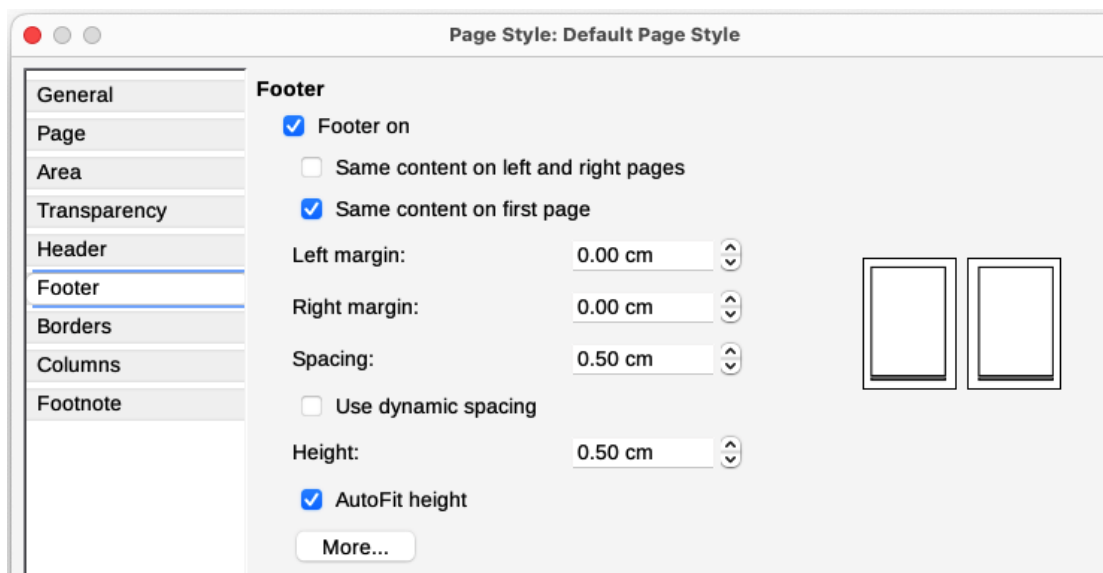 Page Style: Default Page Style
General
Page
Area
Transparency
Header
Footer
Borders
Columns
Footnote
Footer
Footer on
Same content on left and right pages
Same content on first page
Left margin: 0.00 cm
Right margin: 0.00 cm
Spacing: 0.50 cm
Use dynamic spacing
Height: 0.50 cm
AutoFit height
More...